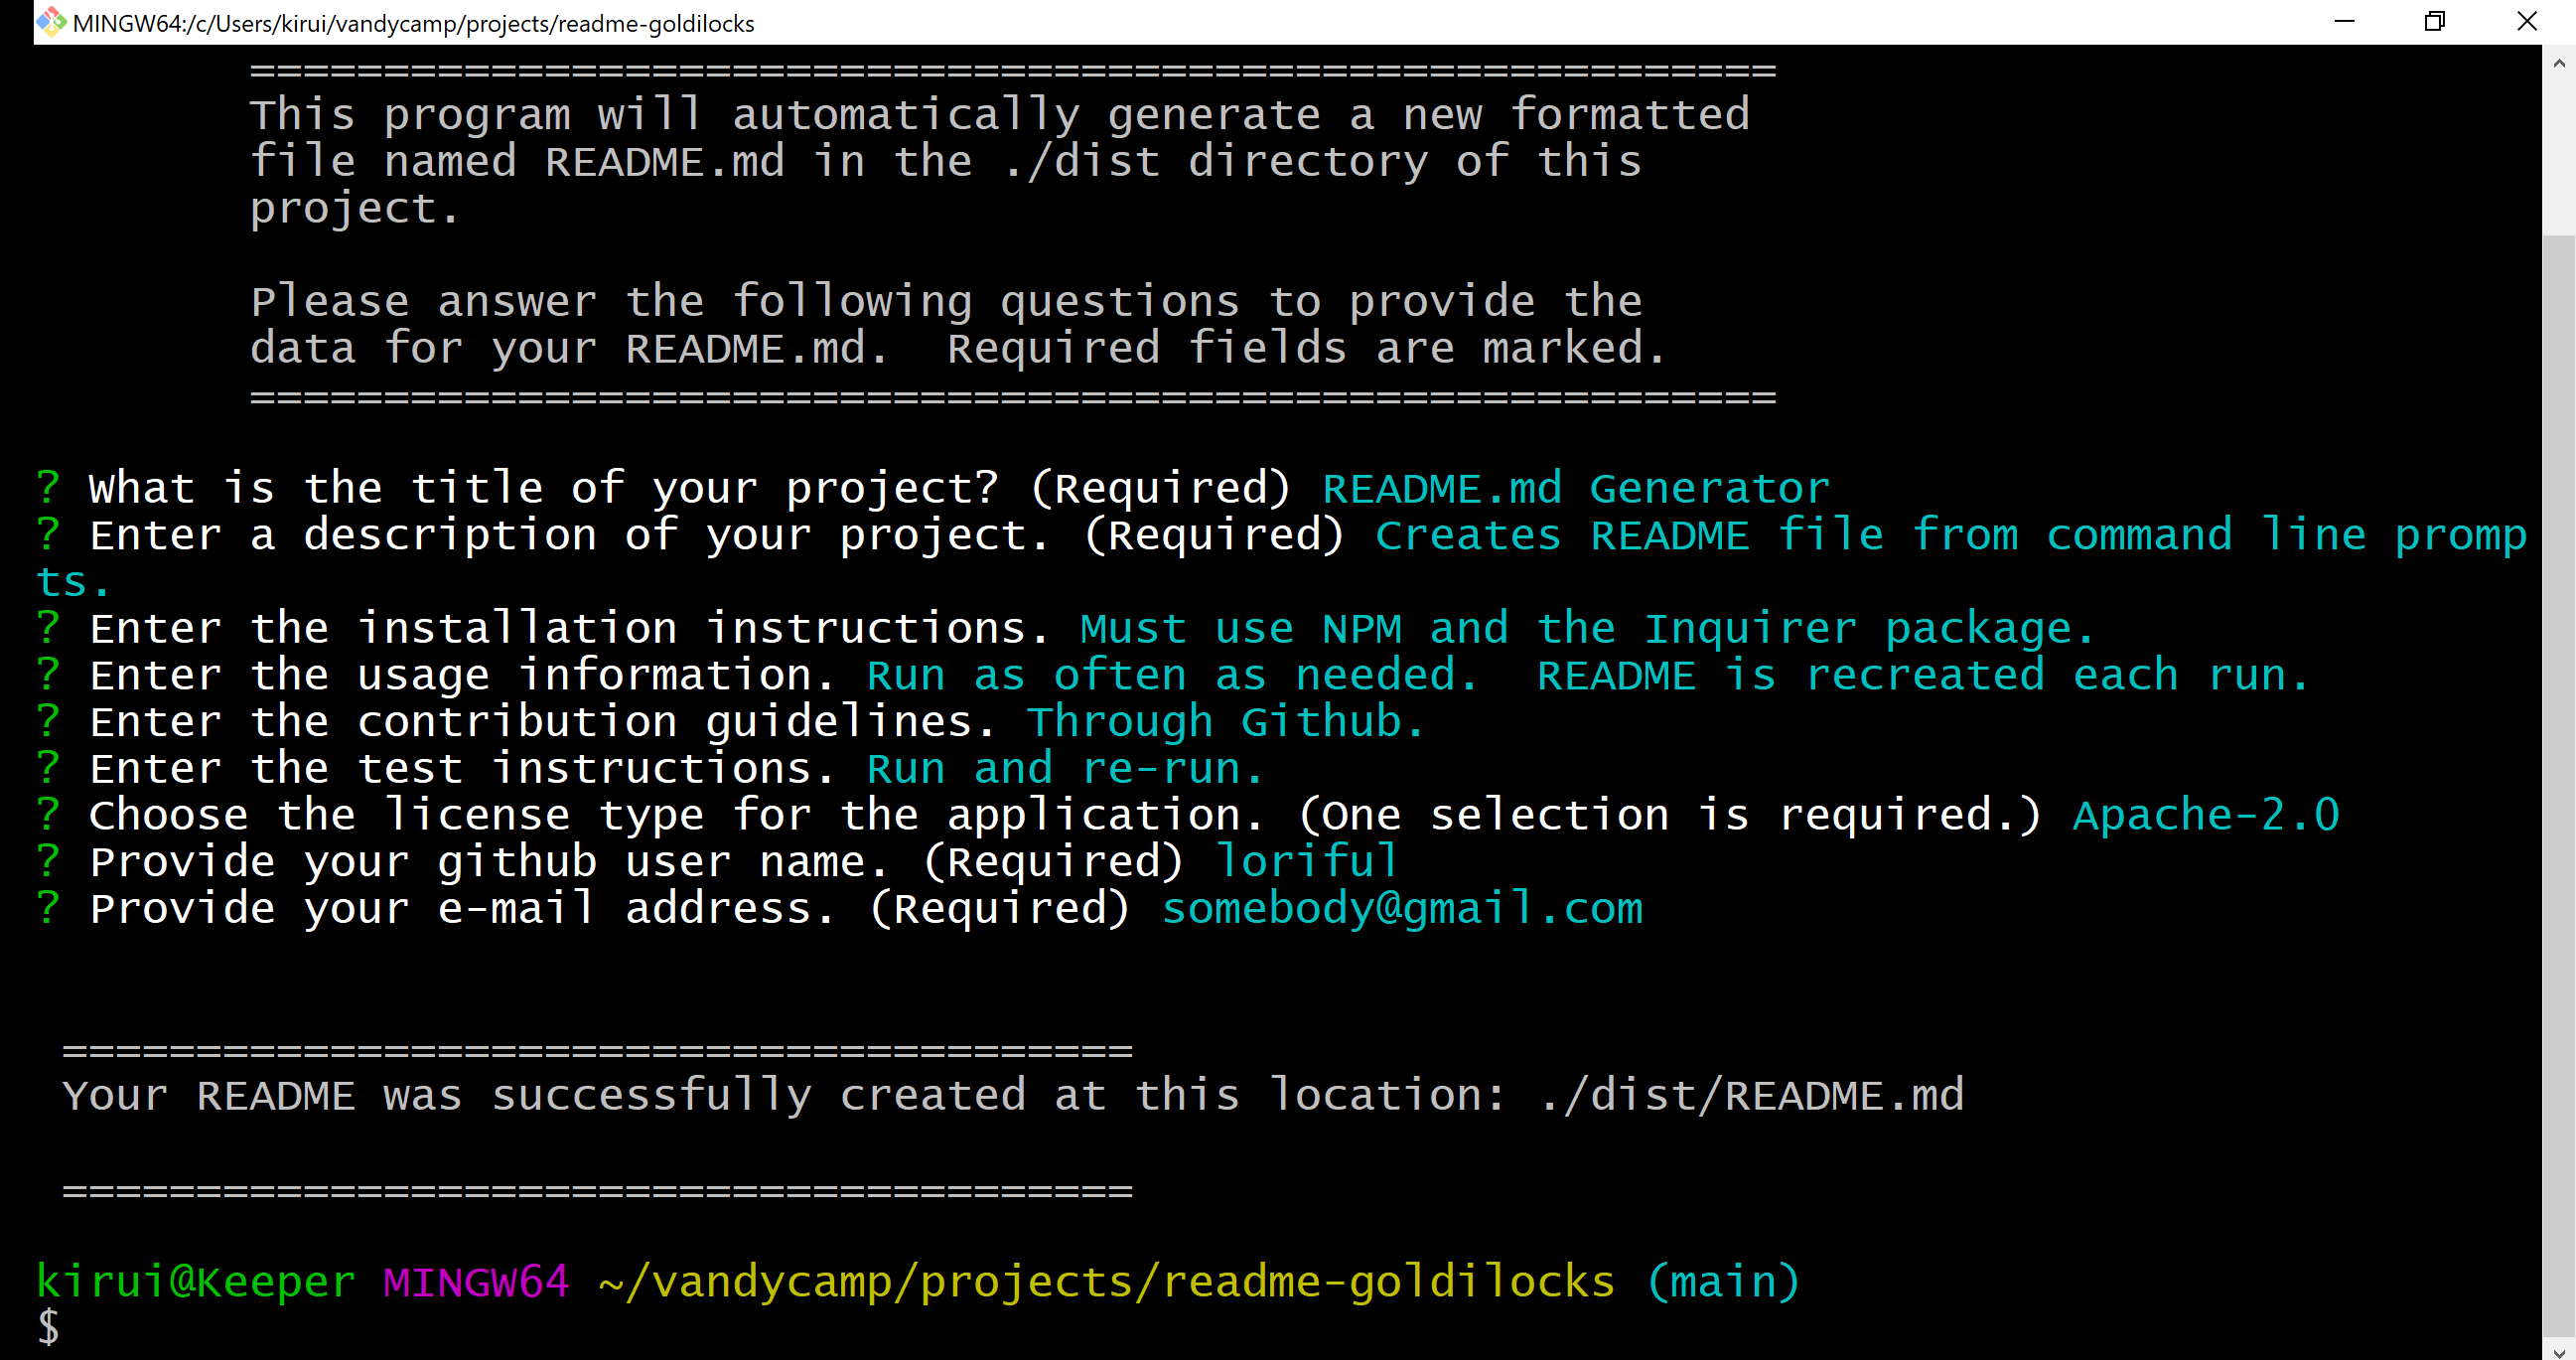 MINGW64:/c/Users/kirui/vandycamp/projects/readme-goldilocks
=========================================================
This program will automatically generate a new formatted
file named README.md in the ./dist directory of this
project.
Please answer the following questions to provide the
data for your README.md.  Required fields are marked.
=========================================================
? What is the title of your project? (Required) README.md Generator
? Enter a description of your project. (Required) Creates README file from command line promp
ts.
? Enter the installation instructions. Must use NPM and the Inquirer package.
? Enter the usage information. Run as often as needed.  README is recreated each run.
? Enter the contribution guidelines. Through Github.
? Enter the test instructions. Run and re-run.
? Choose the license type for the application. (One selection is required.) Apache-2.0
? Provide your github user name. (Required) loriful
? Provide your e-mail address. (Required) somebody@gmail.com
========================================
Your README was successfully created at this location: ./dist/README.md
========================================
kirui@Keeper MINGW64 ~/vandycamp/projects/readme-goldilocks (main)
$